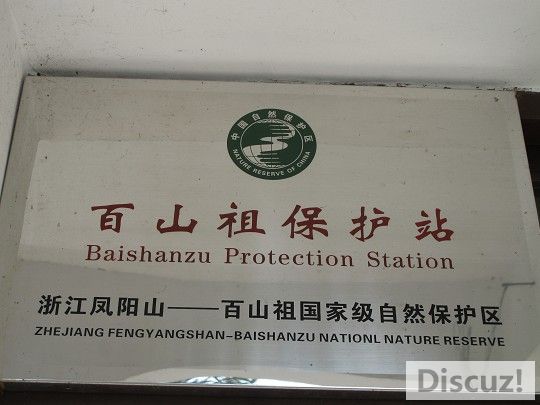 中国自然保护区
NATURE RESERVE OF CHINA
百山祖保护站
Baishanzu Protection Station
浙江凤阳山——百山祖国家级自然保护区
ZHEJIANG FENGYANGSHAN-BAISHANZU NATIONL NATURE RESERVE
Discuz!